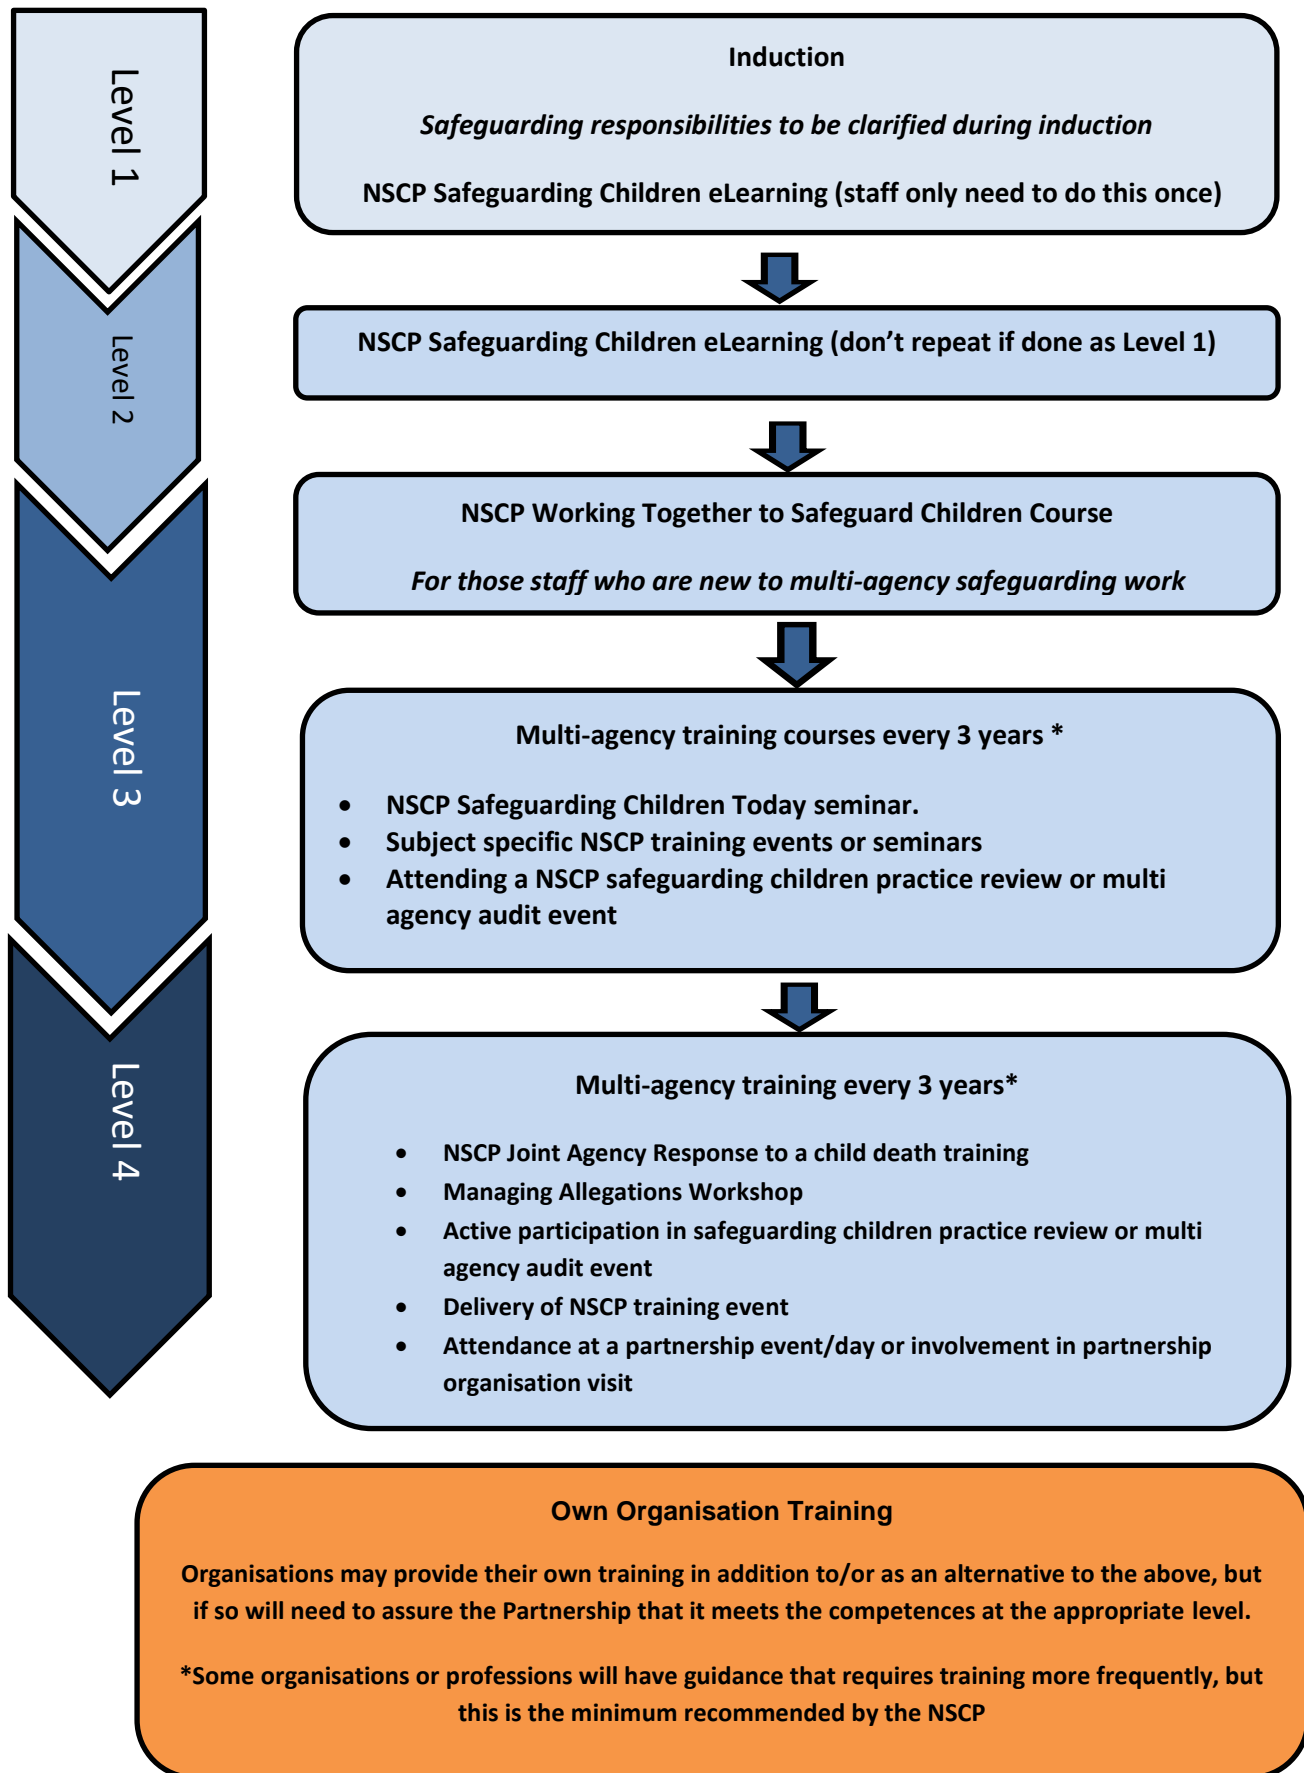 Level 1
Induction
Safeguarding responsibilities to be clarified during induction
NSCP Safeguarding Children eLearning (staff only need to do this once)
Level 2
NSCP Safeguarding Children eLearning (don’t repeat if done as Level 1)
NSCP Working Together to Safeguard Children Course
For those staff who are new to multi-agency safeguarding work
Level 3
Multi-agency training courses every 3 years *
• NSCP Safeguarding Children Today seminar.
• Subject specific NSCP training events or seminars
• Attending a NSCP safeguarding children practice review or multi
agency audit event
Level 4
Multi-agency training every 3 years*
• NSCP Joint Agency Response to a child death training
• Managing Allegations Workshop
• Active participation in safeguarding children practice review or multi
agency audit event
• Delivery of NSCP training event
• Attendance at a partnership event/day or involvement in partnership
organisation visit
Own Organisation Training
Organisations may provide their own training in addition to/or as an alternative to the above, but
if so will need to assure the Partnership that it meets the competences at the appropriate level.
*Some organisations or professions will have guidance that requires training more frequently, but
this is the minimum recommended by the NSCP